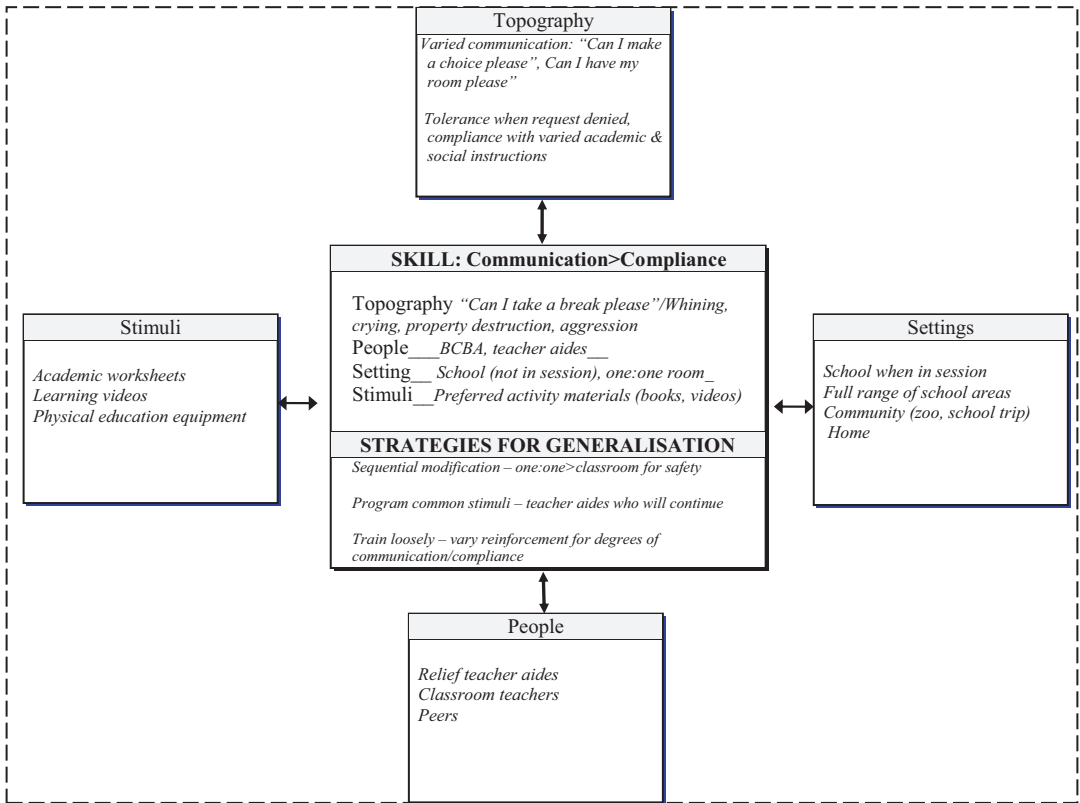 Topography
Varied communication: “Can I make
a choice please”, Can I have my
room please”
Tolerance when request denied,
compliance with varied academic &
social instructions
SKILL: Communication>Compliance
Topography “Can I take a break please”/Whining,
crying, property destruction, aggression
People___BCBA, teacher aides__
Setting__ School (not in session), one:one room_
Stimuli__Preferred activity materials (books, videos)
STRATEGIES FOR GENERALISATION
Sequential modification – one:one>classroom for safety
Program common stimuli – teacher aides who will continue
Train loosely – vary reinforcement for degrees of
communication/compliance
Stimuli
Academic worksheets
Learning videos
Physical education equipment
Settings
School when in session
Full range of school areas
Community (zoo, school trip)
Home
People
Relief teacher aides
Classroom teachers
Peers